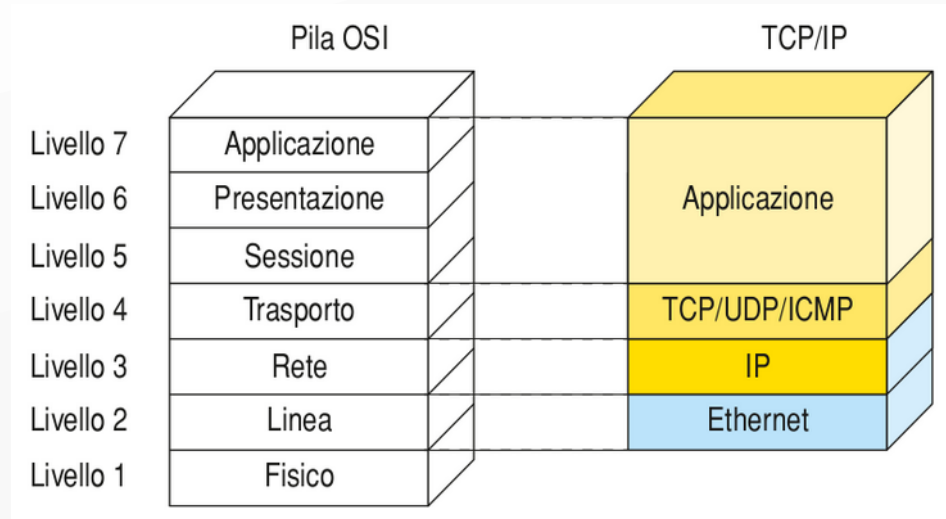 Pila OSI TCP/IP
Livello 7 Applicazione
Livello 6 Presentazione Applicazione
Livello 5 Sessione
Livello 4 Trasporto TCP/UDP/ICMP
Livello 3 Rete IP
Livello 2 Linea Ethernet
Livello 1 Fisico